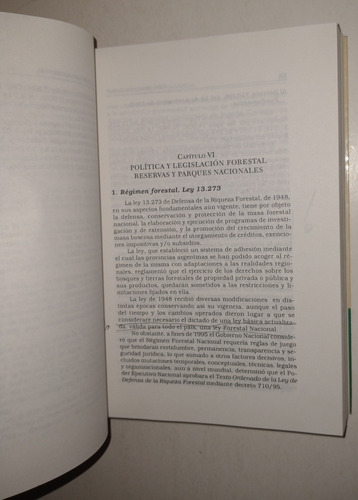 CAPÍTULO VI
POLÍTICA Y LEGISLACIÓN FORESTAL
RESERVAS Y PARQUES NACIONALES
1. Régimen forestal. Ley 13.273
La ley 13.273 de Defensa de la Riqueza Forestal, de 1948,
en sus aspectos fundamentales aún vigente, tiene por objeto
la defensa, conservación y protección de la masa forestal
nacional, la elaboración y ejecución de programas de investi-
gación y de extensión, y la promoción del crecimiento de la
masa boscosa mediante el otorgamiento de créditos, exencio-
nes impositivas y/o subsidios.
La ley, que estableció un sistema de adhesión mediante
el cual las provincias argentinas se han podido acoger al ré-
gimen de la misma con adaptaciones a las realidades regio-
nales, reglamentó que el ejercicio de los derechos sobre los
bosques y tierras forestales de propiedad privada o pública y
sus productos, quedarán sometidas a las restricciones y li-
mitaciones fijadas en ella.
La ley de 1948 recibió diversas modificaciones en dis-
tintas épocas conservando así su vigencia, aunque el paso
del tiempo y los cambios operados dieron lugar a que se
considerare necesario el dictado de una ley básica actualiza-
da, válida para todo el país, una ley Forestal Nacional.
No obstante, a fines de 1995 el Gobierno Nacional conside-
ró que el Régimen Forestal Nacional requería reglas de juego
que brindaran certidumbre, permanencia, transparencia y se-
guridad jurídica, lo que sumado a otros factores decisivos, in-
cluidos mutaciones temporales, conceptuales, técnicas, legales
y organizacionales, aun a nivel mundial, determinó que el Po-
der Ejecutivo Nacional aprobara el Texto Ordenado de la Ley de
Defensa de la Riqueza Forestal mediante decreto 710/95.